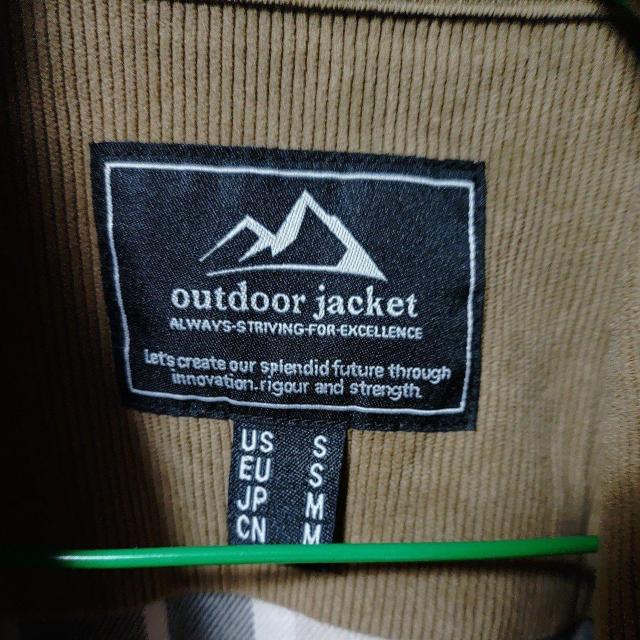 outdoor jacket
ALWAYS-STRIVING-FOR-EXCELLENCE
Let's create our splendid future through
innovation.rigour and strength
US S
EU S
JP M
CN M